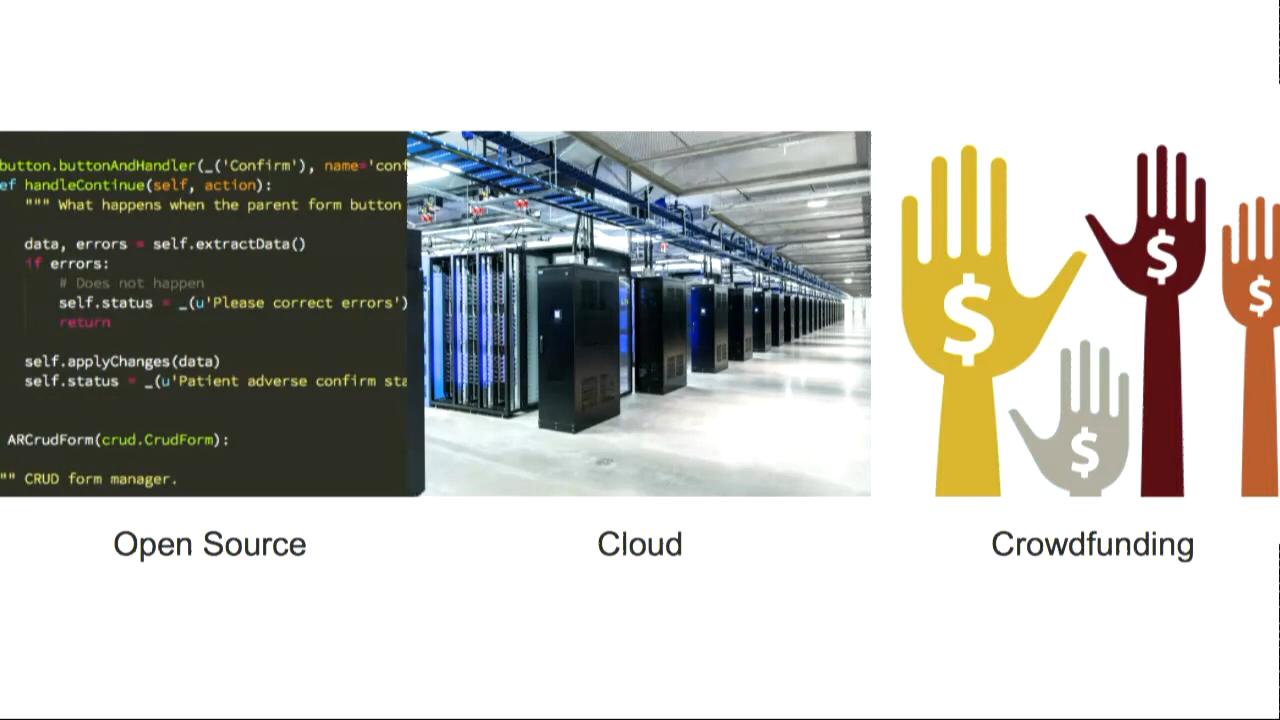 button.buttonAndHandler(_('Confirm'), name='conf
ef handleContinue(self, action):
""" What happens when the parent form button
data, errors = self.extractData()
if errors:
# Does not happen
self.status = _(u'Please correct errors')
return
self.applyChanges(data)
self.status = _(u'Patient adverse confirm sta
ARCrudForm(crud.CrudForm):
"" CRUD form manager.
$
$
$
$
Open Source
Cloud
Crowdfunding